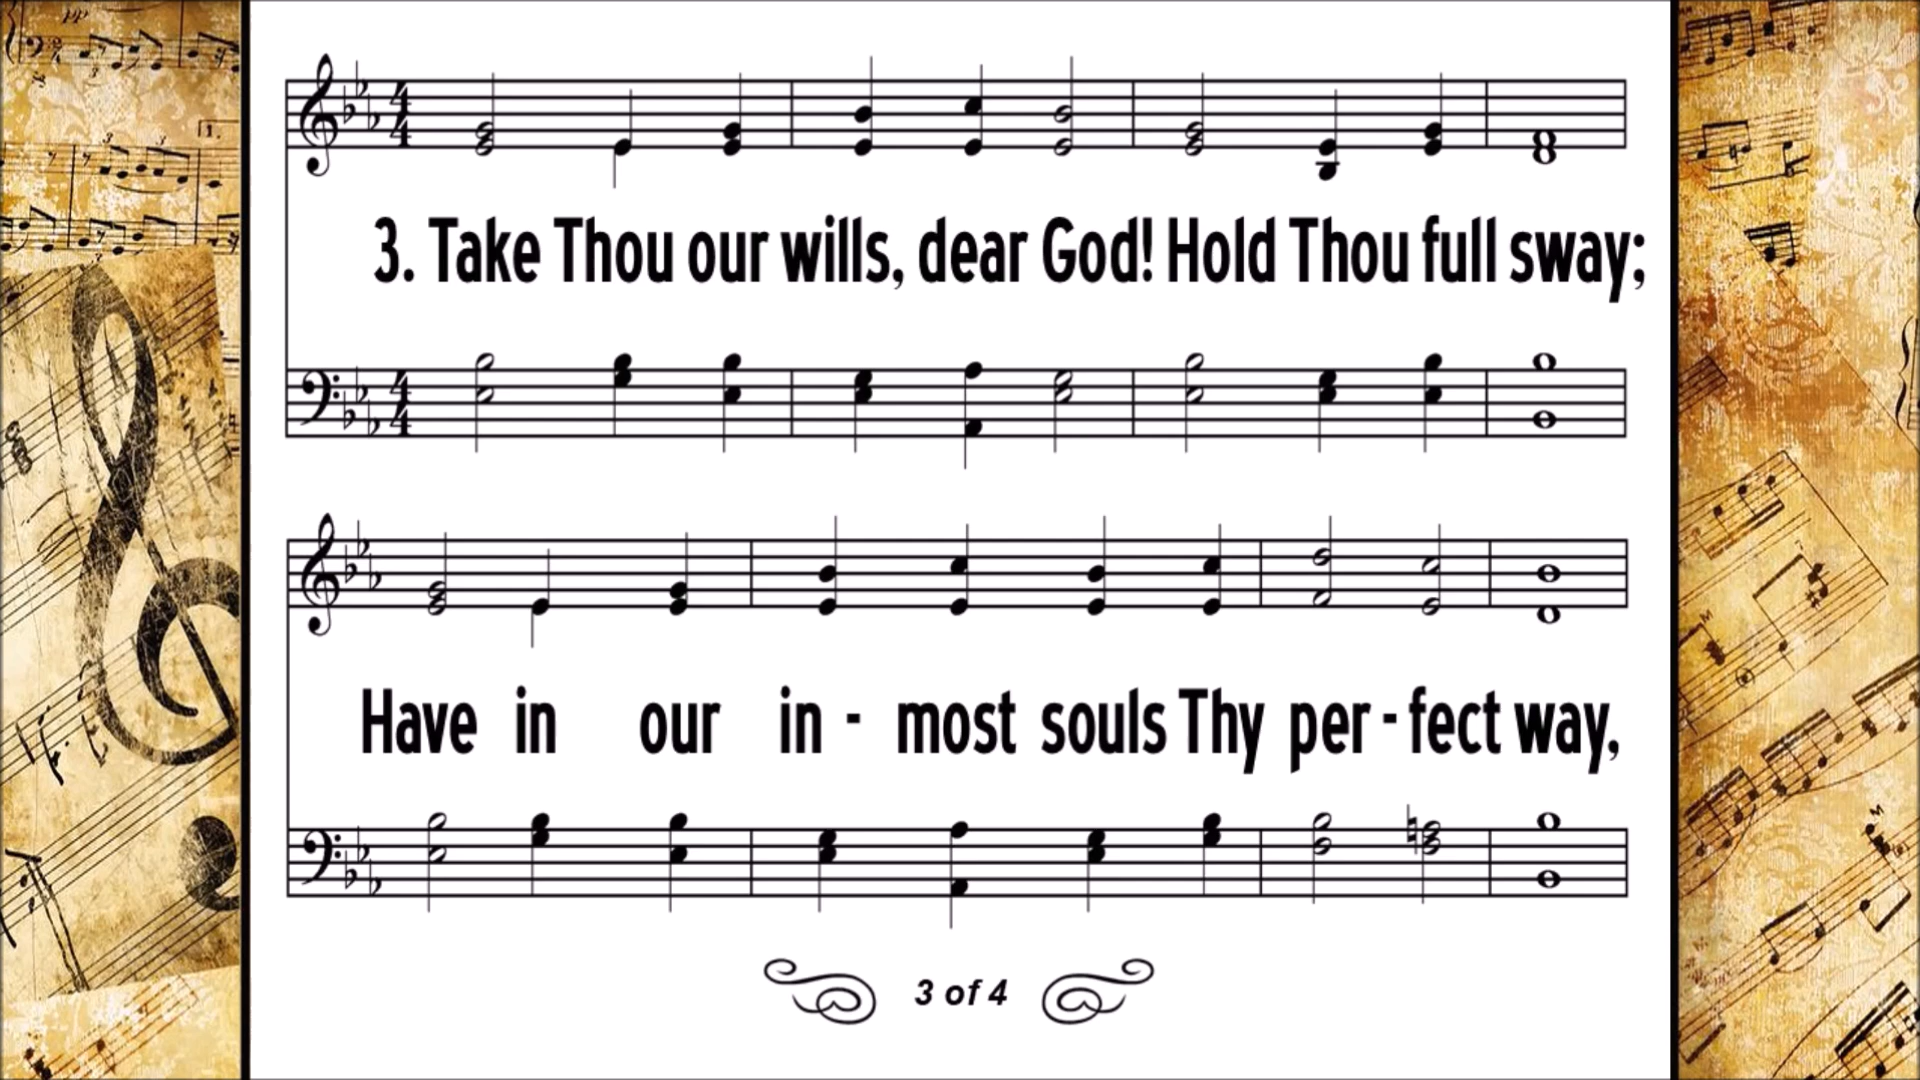 3. Take Thou our wills, dear God! Hold Thou full sway;
Have in our in - most souls Thy per - fect way,
3 of 4